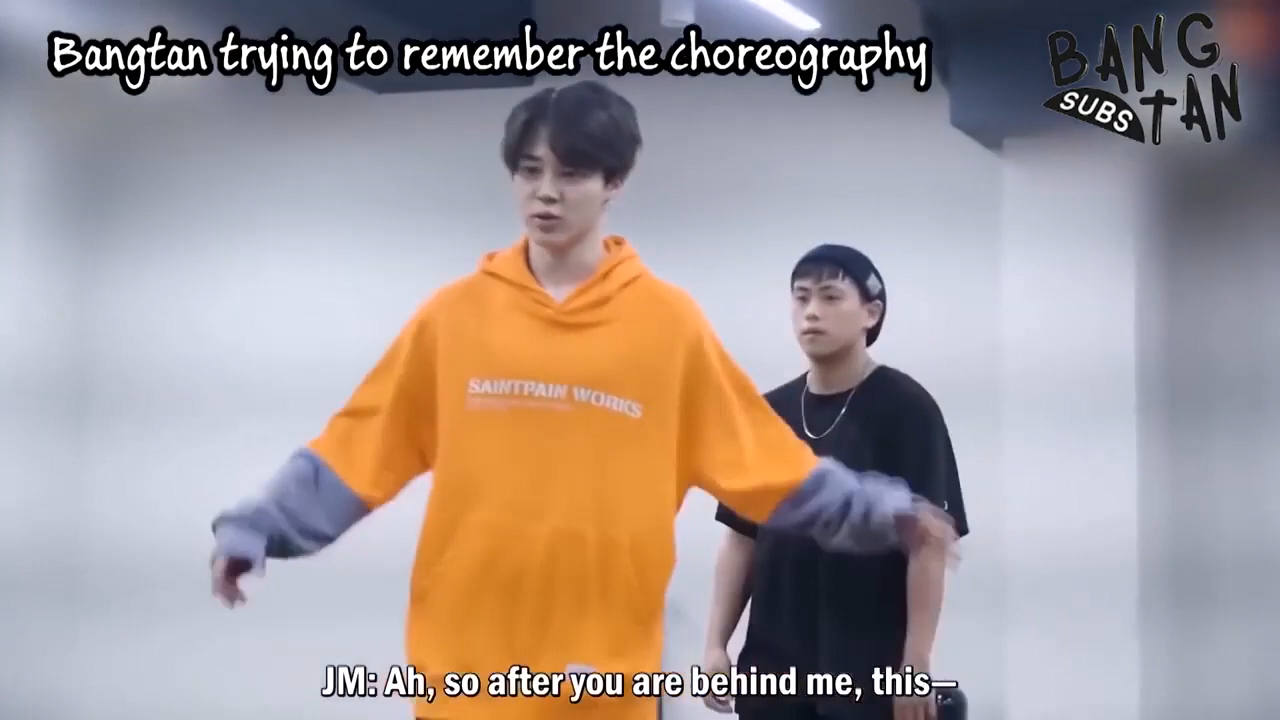 Bangtan trying to remember the choreography
BANG
SUBS TAN
SAINTPAIN WORKS
JM: Ah, so after you are behind me, this—